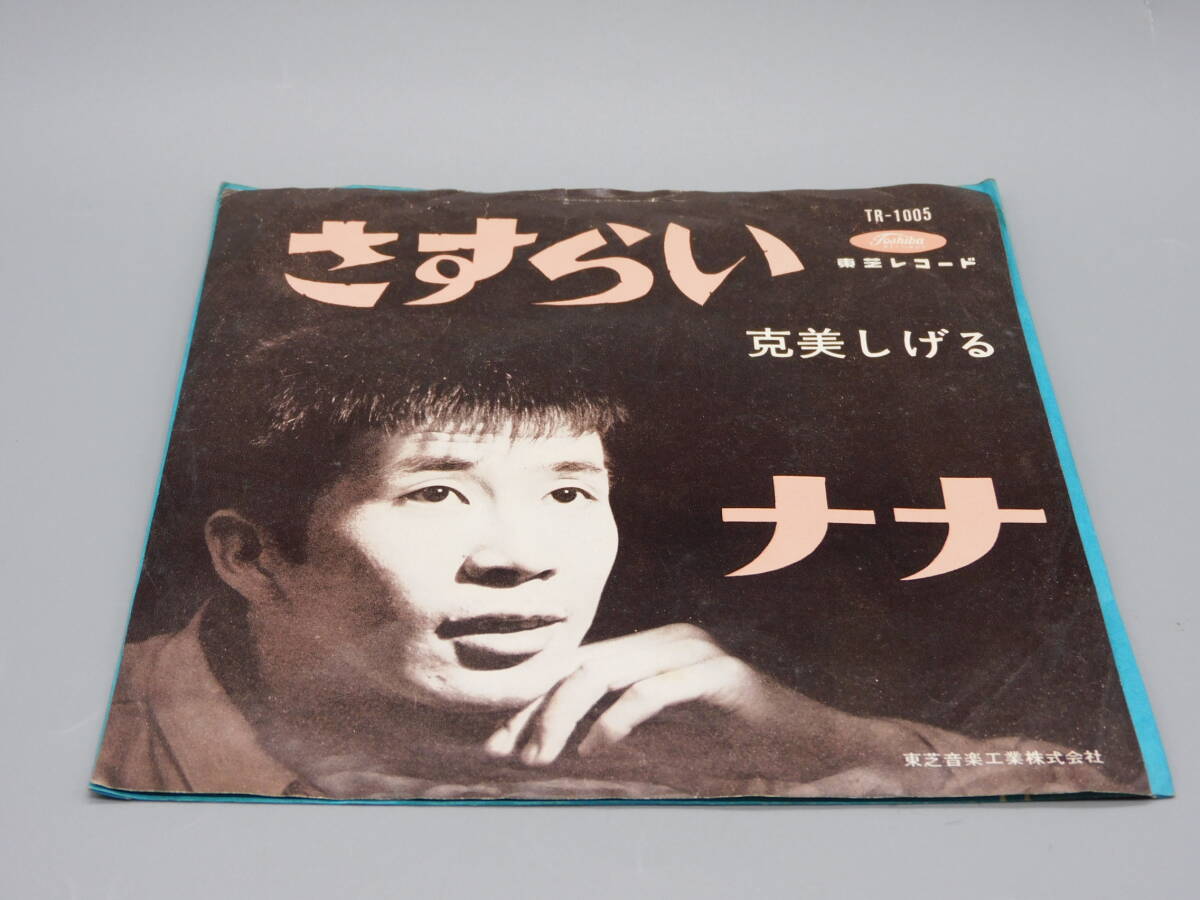 さすらい
TR-1005
Toshiba
東芝レコード
克美しげる
ナナ
東芝音楽工業株式会社